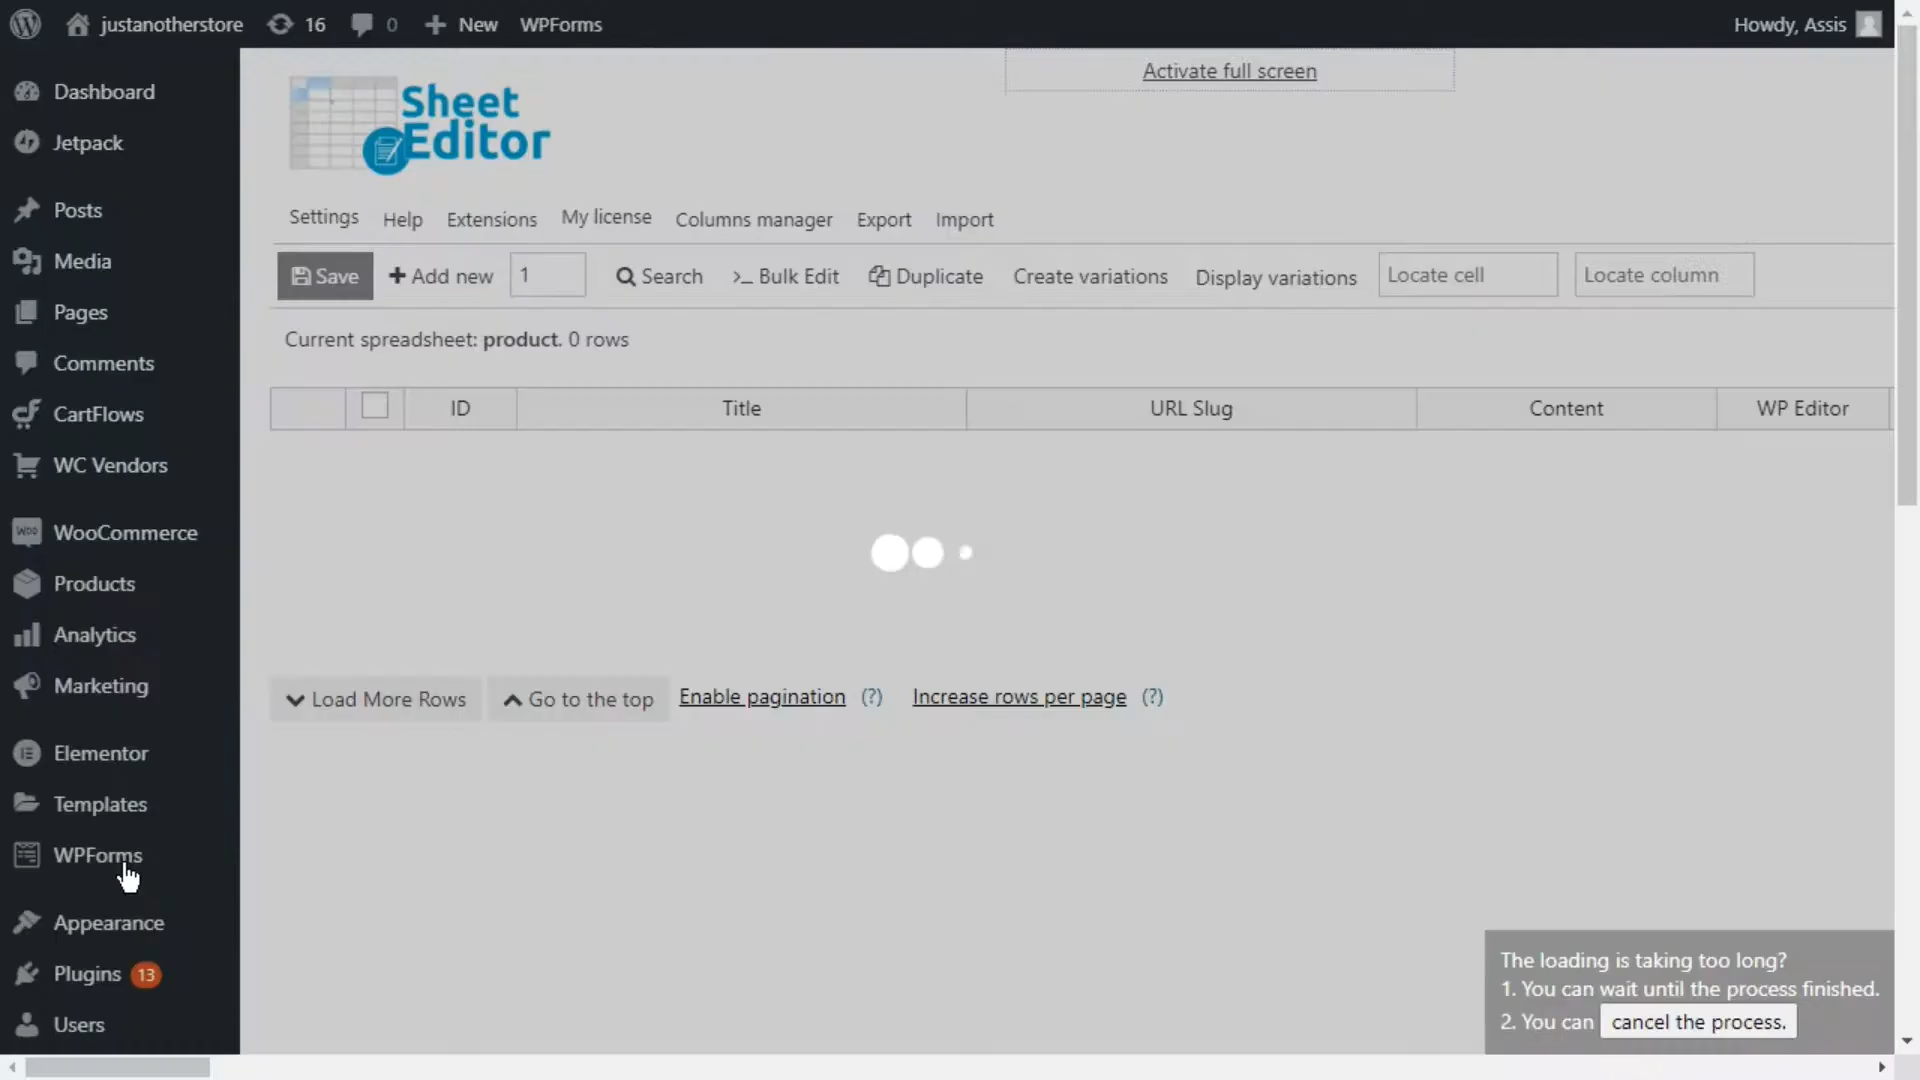 justanotherstore 16 0 New WPForms Howdy, Assis
Dashboard
Jetpack
Posts
Media
Pages
Comments
CartFlows
WC Vendors
WooCommerce
Products
Analytics
Marketing
Elementor
Templates
WPForms
Appearance
Plugins 13
Users
Activate full screen
Sheet
Editor
Settings Help Extensions My license Columns manager Export Import
Save Add new 1 Search >_ Bulk Edit Duplicate Create variations Display variations Locate cell Locate column
Current spreadsheet: product. 0 rows
ID Title URL Slug Content WP Editor
Load More Rows Go to the top Enable pagination (?) Increase rows per page (?)
The loading is taking too long?
1. You can wait until the process finished.
2. You can cancel the process.